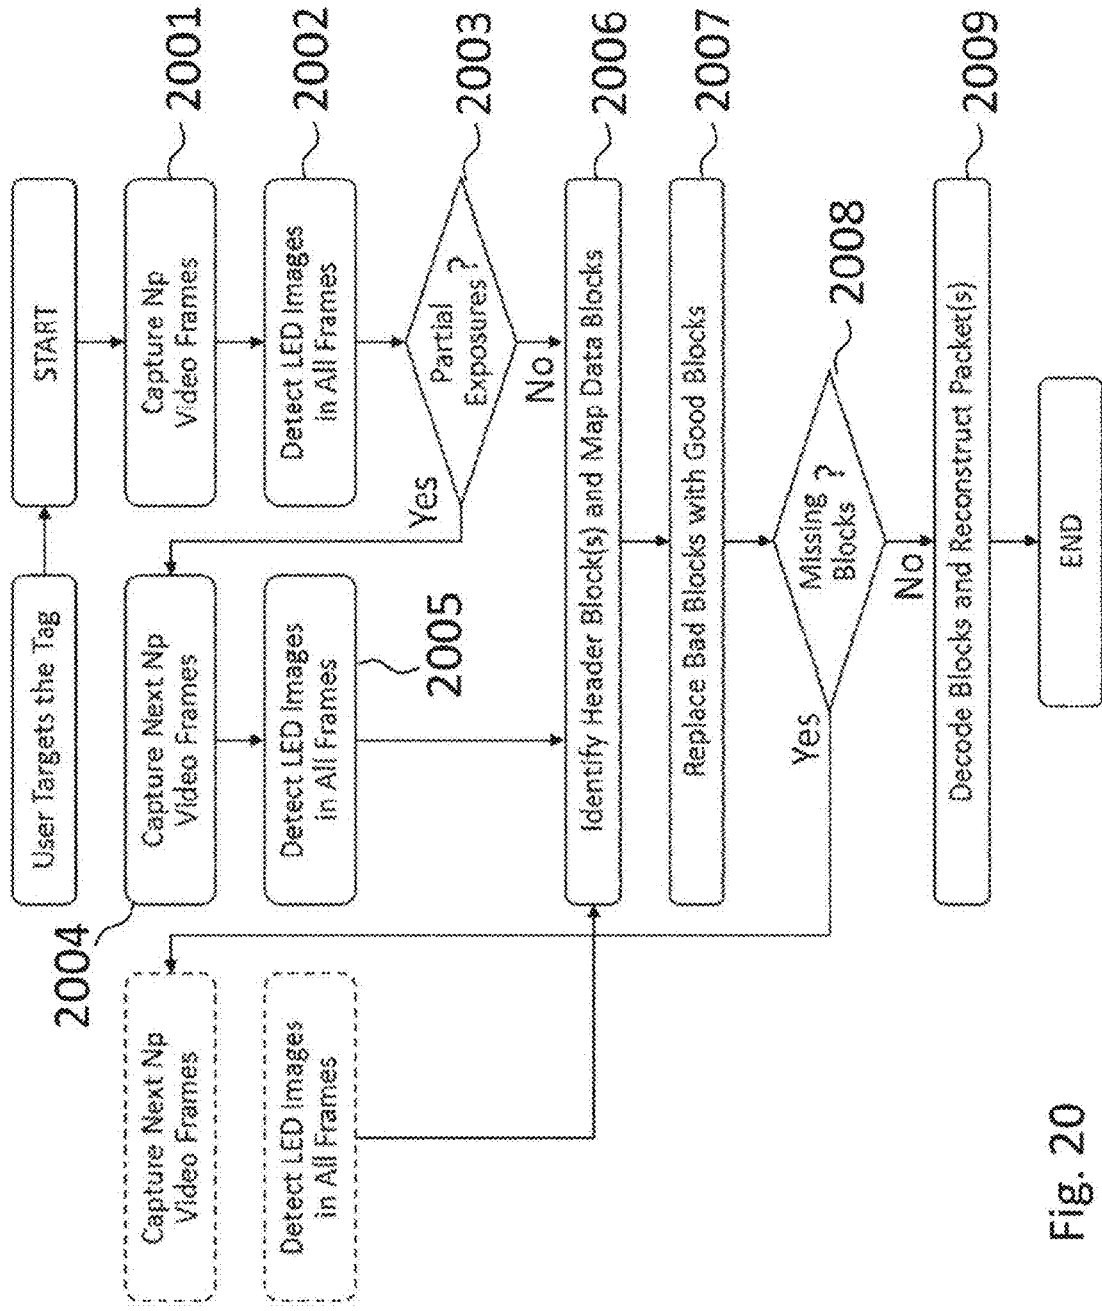 User Targets the Tag
START
2001
Capture Np
Video Frames
2002
Detect LED Images
in All Frames
2003
Partial
Exposures
?
Yes
No
2004
Capture Next Np
Video Frames
2005
Detect LED Images
in All Frames
Capture Next Np
Video Frames
Detect LED Images
in All Frames
2006
Identify Header Block(s) and Map Data Blocks
2007
Replace Bad Blocks with Good Blocks
2008
Missing
Blocks
?
Yes
No
2009
Decode Blocks and Reconstruct Packet(s)
END
Fig. 20